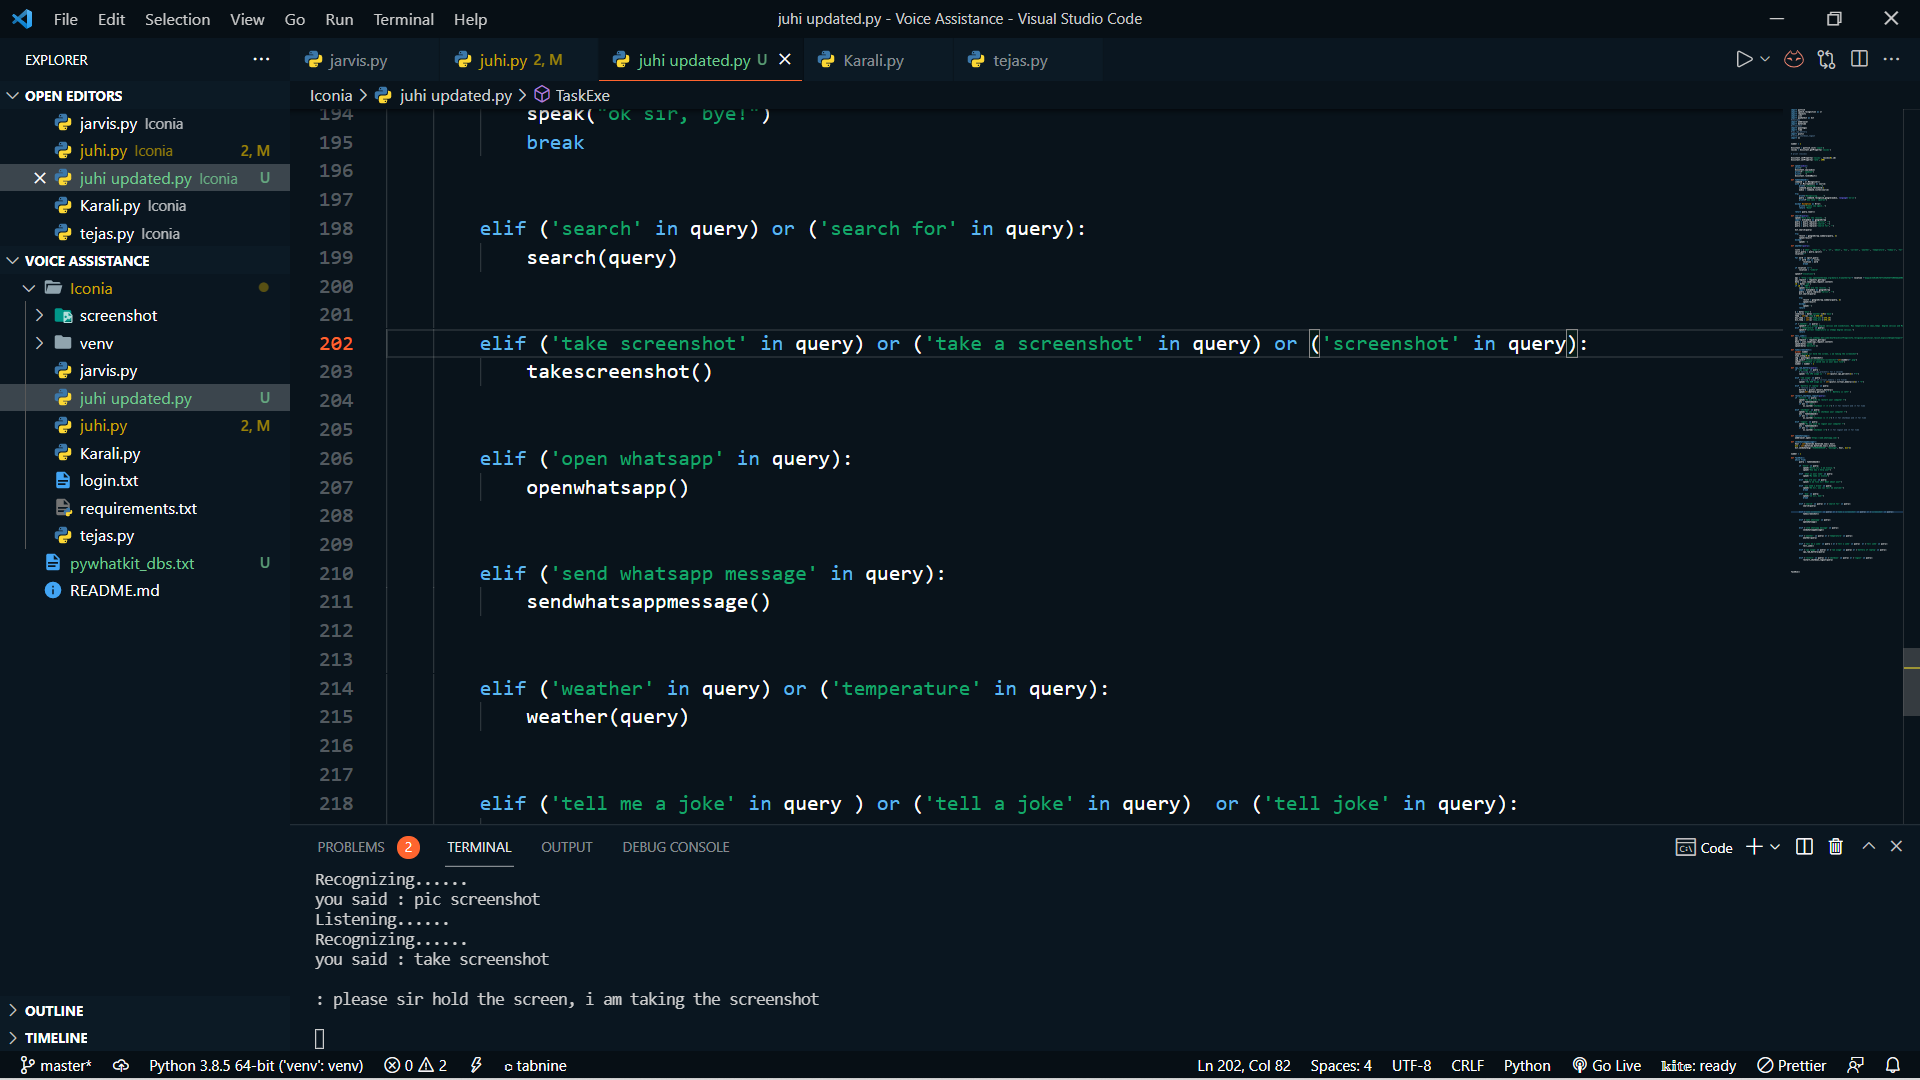 File Edit Selection View Go Run Terminal Help
juhi updated.py - Voice Assistance - Visual Studio Code
EXPLORER
OPEN EDITORS
jarvis.py Iconia
juhi.py Iconia 2, M
juhi updated.py Iconia U
Karali.py Iconia
tejas.py Iconia
VOICE ASSISTANCE
Iconia
screenshot
venv
jarvis.py
juhi updated.py U
juhi.py 2, M
Karali.py
login.txt
requirements.txt
tejas.py
pywhatkit_dbs.txt U
README.md
OUTLINE
TIMELINE
jarvis.py juhi.py 2, M juhi updated.py U Karali.py tejas.py
Iconia > juhi updated.py > TaskExe
194 speak("ok sir, bye!")
195 break
196
197
198 elif ('search' in query) or ('search for' in query):
199 search(query)
200
201
202 elif ('take screenshot' in query) or ('take a screenshot' in query) or ('screenshot' in query):
203 takescreenshot()
204
205
206 elif ('open whatsapp' in query):
207 openwhatsapp()
208
209
210 elif ('send whatsapp message' in query):
211 sendwhatsappmessage()
212
213
214 elif ('weather' in query) or ('temperature' in query):
215 weather(query)
216
217
218 elif ('tell me a joke' in query ) or ('tell a joke' in query)  or ('tell joke' in query):
PROBLEMS 2 TERMINAL OUTPUT DEBUG CONSOLE
Code
Recognizing......
you said : pic screenshot
Listening......
Recognizing......
you said : take screenshot
: please sir hold the screen, i am taking the screenshot
master* Python 3.8.5 64-bit ('venv': venv) 0 2 tabnine
Ln 202, Col 82 Spaces: 4 UTF-8 CRLF Python Go Live kite: ready Prettier